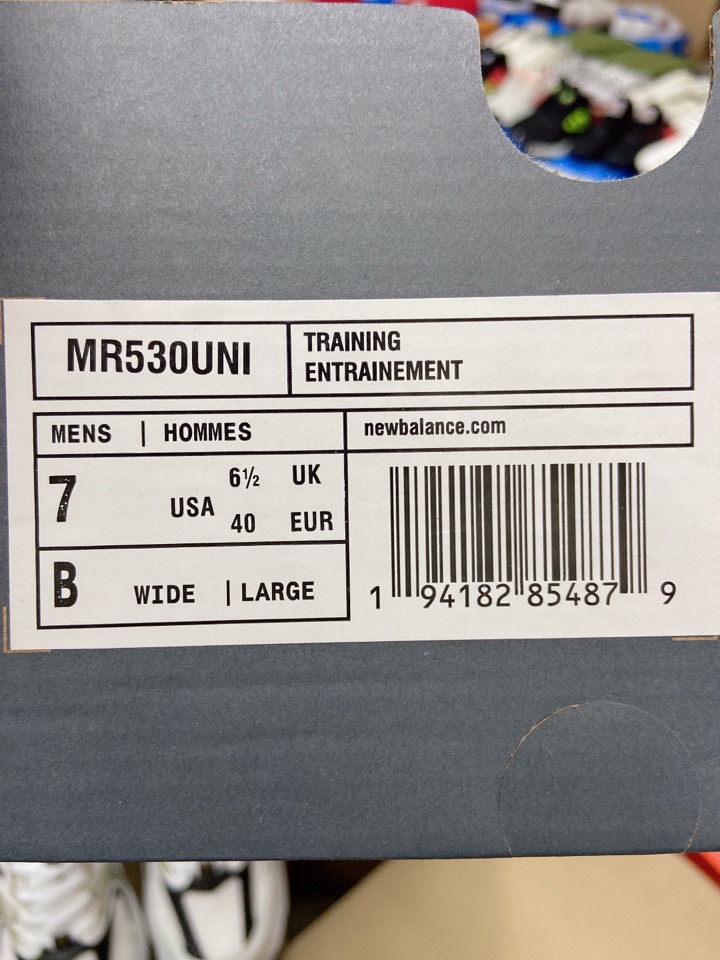 MR530UNI
TRAINING
ENTRAINEMENT
MENS | HOMMES
newbalance.com
7 USA 6½ UK
40 EUR
B WIDE | LARGE
1 94182 85487 9